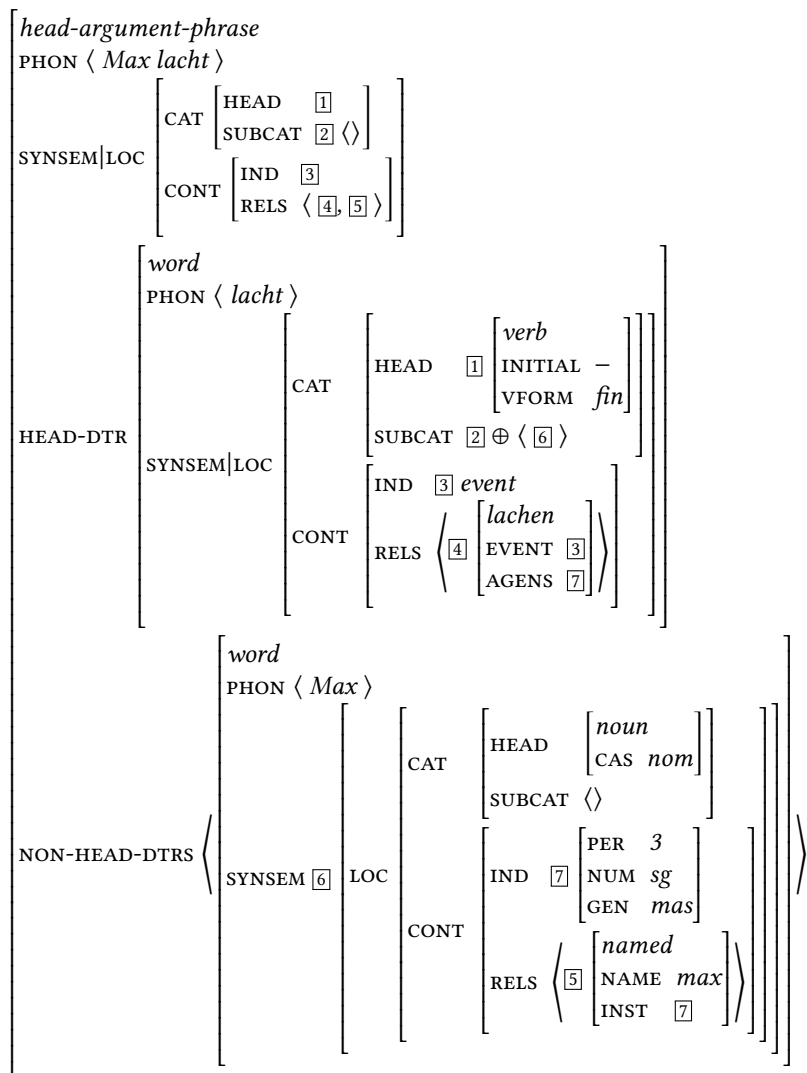 head-argument-phrase
PHON ⟨ Max lacht ⟩
SYNSEM|LOC
CAT
HEAD 1
SUBCAT 2 ⟨⟩
CONT
IND 3
RELS ⟨ 4, 5 ⟩
HEAD-DTR
word
PHON ⟨ lacht ⟩
SYNSEM|LOC
CAT
HEAD 1
verb
INITIAL −
VFORM fin
SUBCAT 2 ⊕ ⟨ 6 ⟩
CONT
IND 3 event
RELS ⟨ 4
lachen
EVENT 3
AGENS 7 ⟩
NON-HEAD-DTRS ⟨
word
PHON ⟨ Max ⟩
SYNSEM 6
LOC
CAT
HEAD
noun
CAS nom
SUBCAT ⟨⟩
CONT
IND 7
PER 3
NUM sg
GEN mas
RELS ⟨ 5
named
NAME max
INST 7 ⟩ ⟩